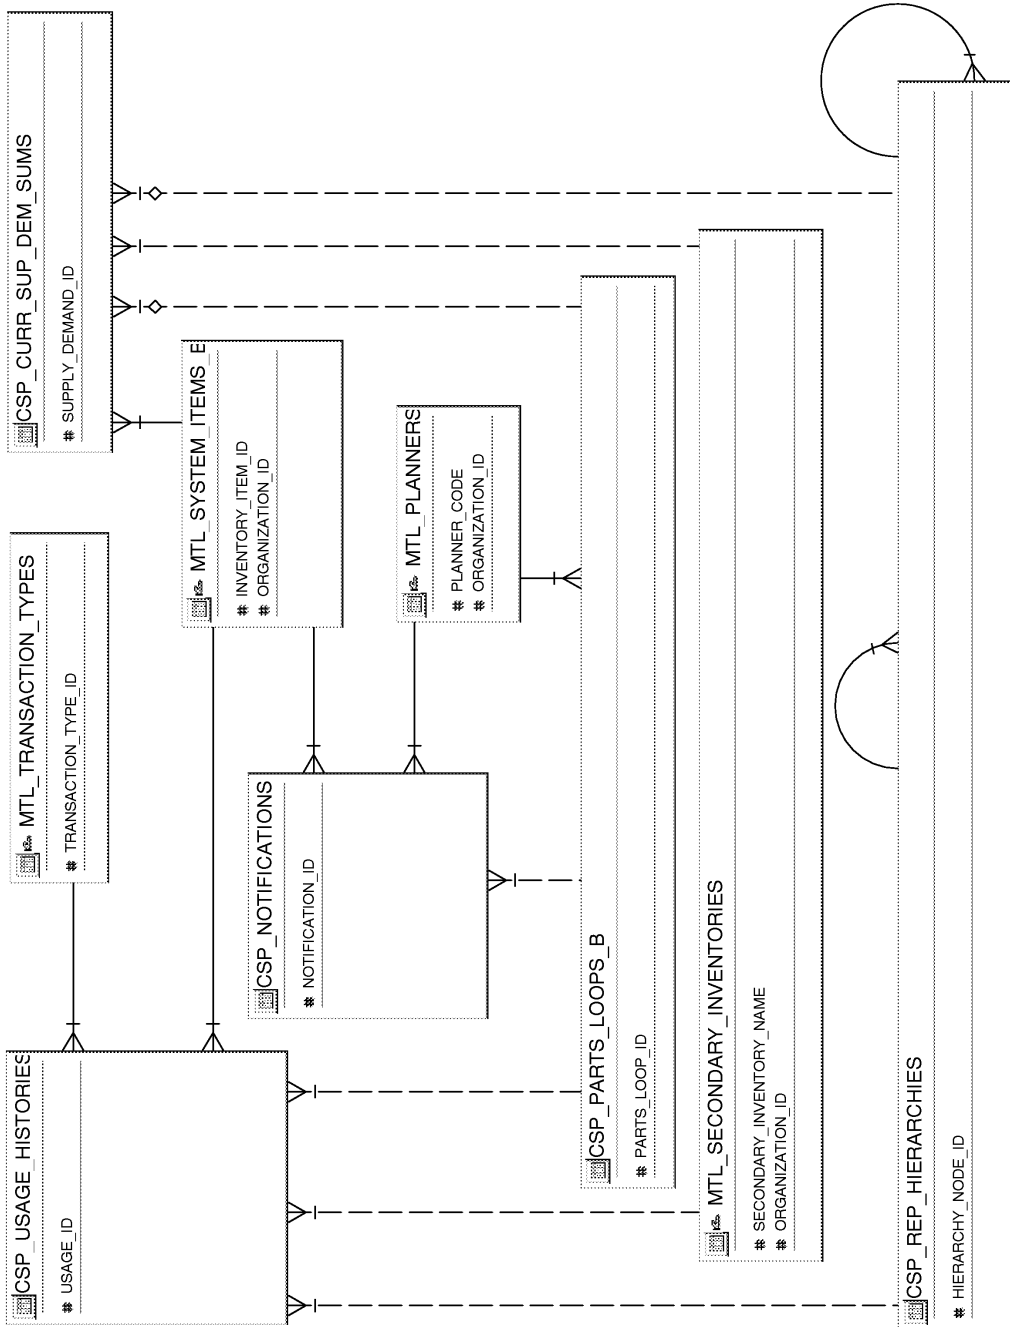 CSP_USAGE_HISTORIES
# USAGE_ID
MTL_TRANSACTION_TYPES
# TRANSACTION_TYPE_ID
CSP_CURR_SUP_DEM_SUMS
# SUPPLY_DEMAND_ID
MTL_SYSTEM_ITEMS_B
# INVENTORY_ITEM_ID
# ORGANIZATION_ID
CSP_NOTIFICATIONS
# NOTIFICATION_ID
MTL_PLANNERS
# PLANNER_CODE
# ORGANIZATION_ID
CSP_PARTS_LOOPS_B
# PARTS_LOOP_ID
MTL_SECONDARY_INVENTORIES
# SECONDARY_INVENTORY_NAME
# ORGANIZATION_ID
CSP_REP_HIERARCHIES
# HIERARCHY_NODE_ID